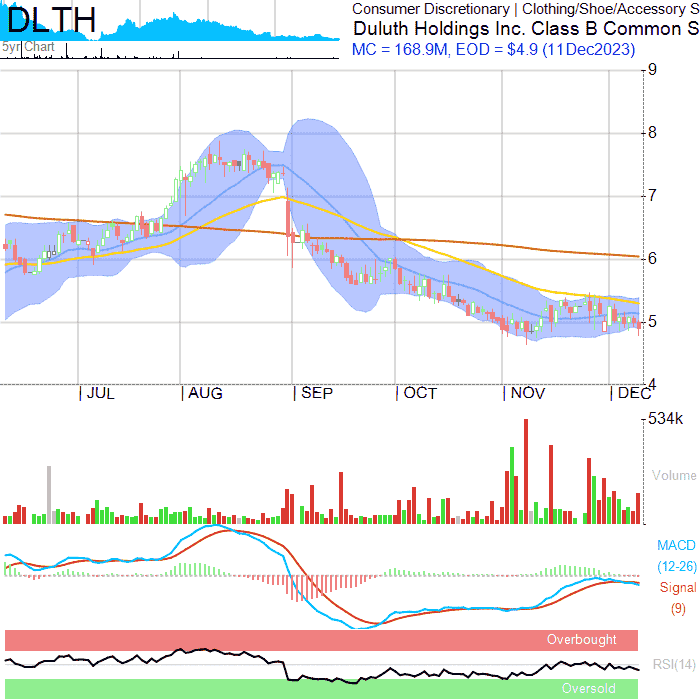 DLTH
5yr Chart
Consumer Discretionary | Clothing/Shoe/Accessory S
Duluth Holdings Inc. Class B Common S
MC = 168.9M, EOD = $4.9 (11Dec2023)
9
8
7
6
5
4
JUL AUG SEP OCT NOV DEC
534k
Volume
MACD
(12-26)
Signal
(9)
Overbought
RSI(14)
Oversold